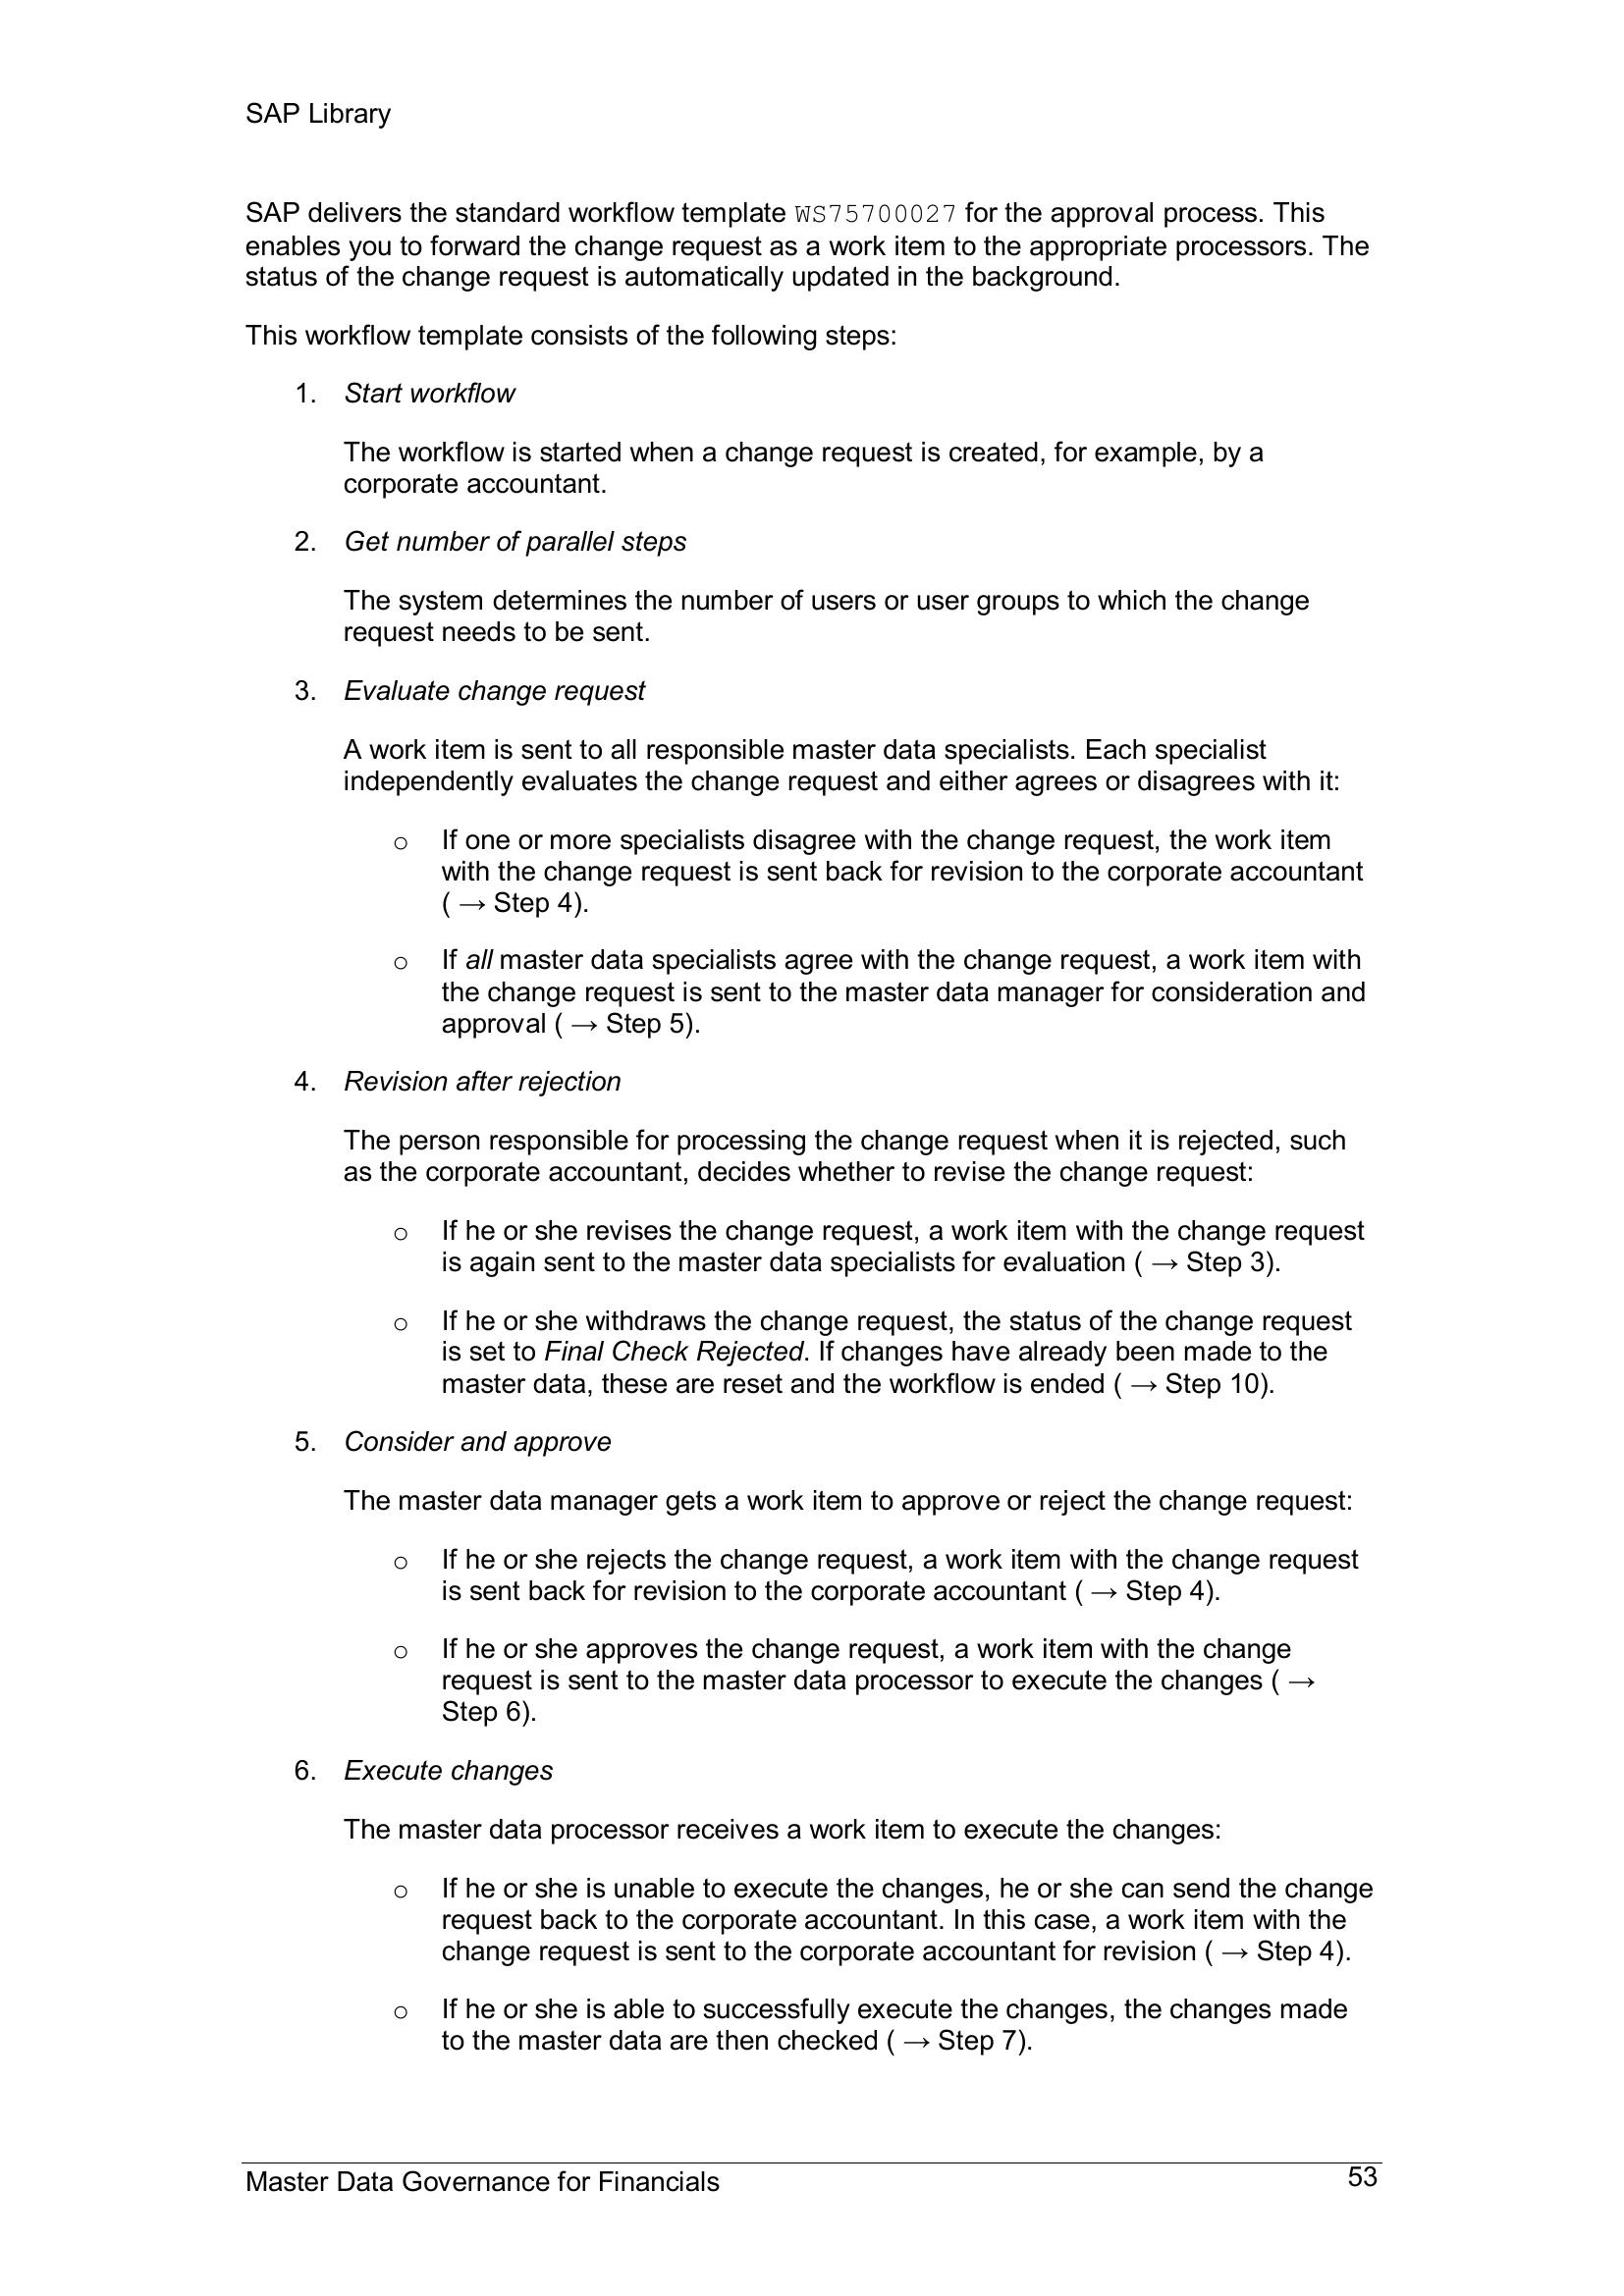 SAP Library
SAP delivers the standard workflow template WS75700027 for the approval process. This
enables you to forward the change request as a work item to the appropriate processors. The
status of the change request is automatically updated in the background.
This workflow template consists of the following steps:
1. Start workflow
The workflow is started when a change request is created, for example, by a
corporate accountant.
2. Get number of parallel steps
The system determines the number of users or user groups to which the change
request needs to be sent.
3. Evaluate change request
A work item is sent to all responsible master data specialists. Each specialist
independently evaluates the change request and either agrees or disagrees with it:
o If one or more specialists disagree with the change request, the work item
with the change request is sent back for revision to the corporate accountant
( → Step 4).
o If all master data specialists agree with the change request, a work item with
the change request is sent to the master data manager for consideration and
approval ( → Step 5).
4. Revision after rejection
The person responsible for processing the change request when it is rejected, such
as the corporate accountant, decides whether to revise the change request:
o If he or she revises the change request, a work item with the change request
is again sent to the master data specialists for evaluation ( → Step 3).
o If he or she withdraws the change request, the status of the change request
is set to Final Check Rejected. If changes have already been made to the
master data, these are reset and the workflow is ended ( → Step 10).
5. Consider and approve
The master data manager gets a work item to approve or reject the change request:
o If he or she rejects the change request, a work item with the change request
is sent back for revision to the corporate accountant ( → Step 4).
o If he or she approves the change request, a work item with the change
request is sent to the master data processor to execute the changes ( →
Step 6).
6. Execute changes
The master data processor receives a work item to execute the changes:
o If he or she is unable to execute the changes, he or she can send the change
request back to the corporate accountant. In this case, a work item with the
change request is sent to the corporate accountant for revision ( → Step 4).
o If he or she is able to successfully execute the changes, the changes made
to the master data are then checked ( → Step 7).
Master Data Governance for Financials 53